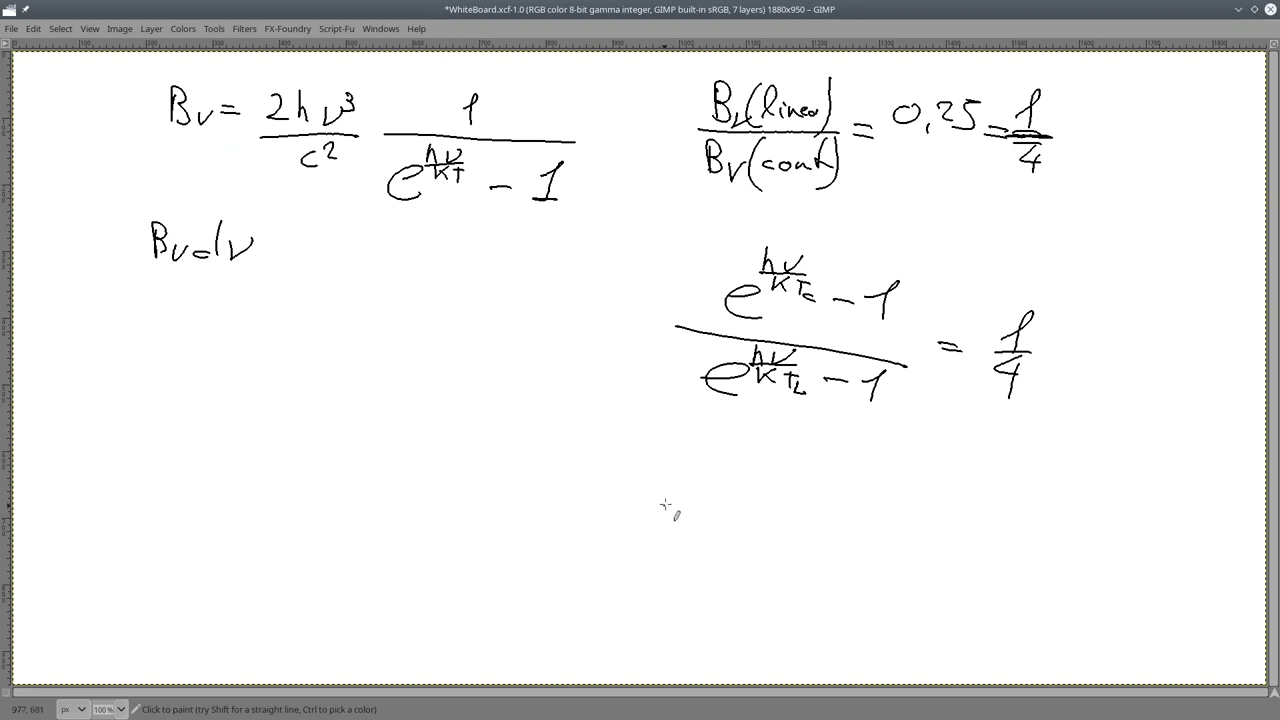 *WhiteBoard.xcf-1.0 (RGB color 8-bit gamma integer, GIMP built-in sRGB, 7 layers) 1880x950 – GIMP
File Edit Select View Image Layer Colors Tools Filters FX-Foundry Script-Fu Windows Help
Bν = 2hν³/c² 1/(e^(hν/KT) - 1)
Bν dν
Bν(linea)/Bν(cont) = 0,25 = 1/4
(e^(hν/KTc) - 1)/(e^(hν/KTL) - 1) = 1/4
977, 681 px 100 % Click to paint (try Shift for a straight line, Ctrl to pick a color)